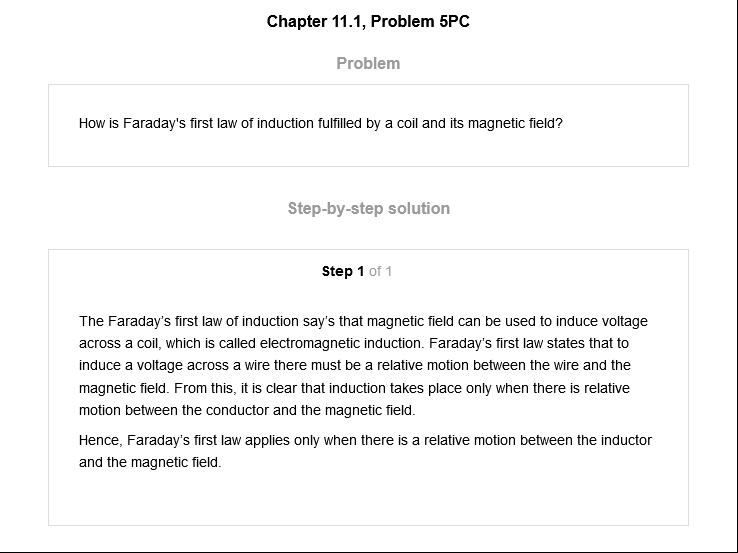 Chapter 11.1, Problem 5PC
Problem
How is Faraday's first law of induction fulfilled by a coil and its magnetic field?
Step-by-step solution
Step 1 of 1
The Faraday's first law of induction say's that magnetic field can be used to induce voltage
across a coil, which is called electromagnetic induction. Faraday's first law states that to
induce a voltage across a wire there must be a relative motion between the wire and the
magnetic field. From this, it is clear that induction takes place only when there is relative
motion between the conductor and the magnetic field.
Hence, Faraday's first law applies only when there is a relative motion between the inductor
and the magnetic field.